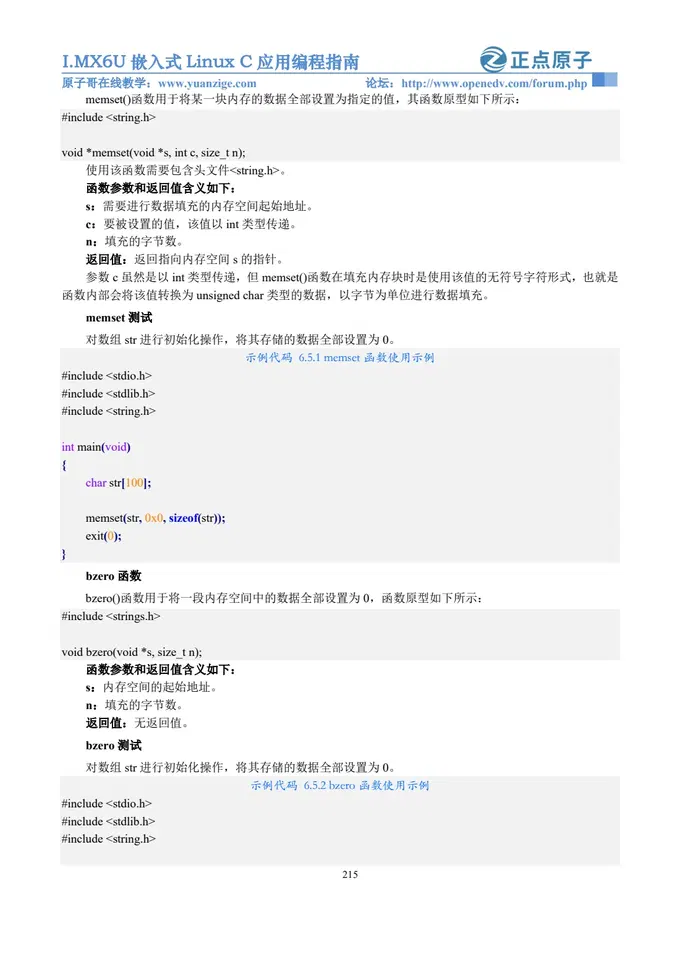 I.MX6U 嵌入式 Linux C 应用编程指南
正点原子
原子哥在线教学：www.yuanzige.com 论坛：http://www.openedv.com/forum.php
memset()函数用于将某一块内存的数据全部设置为指定的值，其函数原型如下所示：
#include <string.h>
void *memset(void *s, int c, size_t n);
使用该函数需要包含头文件<string.h>。
函数参数和返回值含义如下：
s：需要进行数据填充的内存空间起始地址。
c：要被设置的值，该值以 int 类型传递。
n：填充的字节数。
返回值：返回指向内存空间 s 的指针。
参数 c 虽然是以 int 类型传递，但 memset()函数在填充内存块时是使用该值的无符号字符形式，也就是
函数内部会将该值转换为 unsigned char 类型的数据，以字节为单位进行数据填充。
memset 测试
对数组 str 进行初始化操作，将其存储的数据全部设置为 0。
示例代码 6.5.1 memset 函数使用示例
#include <stdio.h>
#include <stdlib.h>
#include <string.h>
int main(void)
{
char str[100];
memset(str, 0x0, sizeof(str));
exit(0);
}
bzero 函数
bzero()函数用于将一段内存空间中的数据全部设置为 0，函数原型如下所示：
#include <strings.h>
void bzero(void *s, size_t n);
函数参数和返回值含义如下：
s：内存空间的起始地址。
n：填充的字节数。
返回值：无返回值。
bzero 测试
对数组 str 进行初始化操作，将其存储的数据全部设置为 0。
示例代码 6.5.2 bzero 函数使用示例
#include <stdio.h>
#include <stdlib.h>
#include <string.h>
215